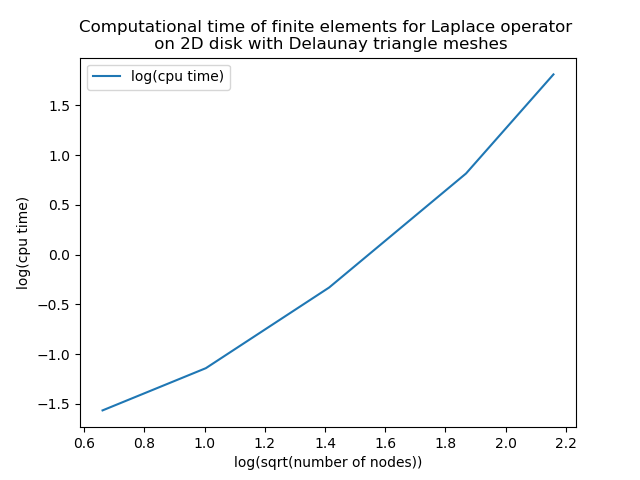 Computational time of finite elements for Laplace operator
on 2D disk with Delaunay triangle meshes
log(cpu time)
log(cpu time)
1.5
1.0
0.5
0.0
−0.5
−1.0
−1.5
0.6 0.8 1.0 1.2 1.4 1.6 1.8 2.0 2.2
log(sqrt(number of nodes))